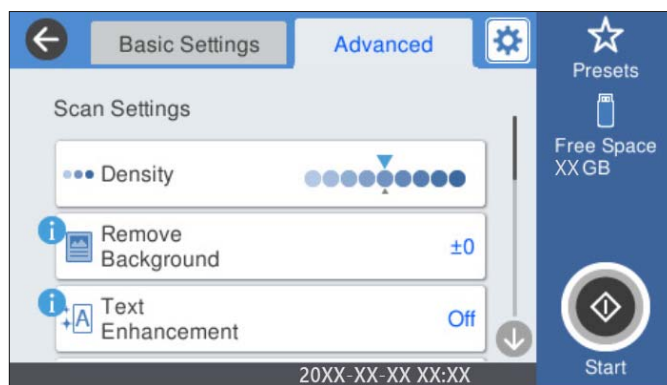 Basic Settings
Advanced
Presets
Scan Settings
Free Space
XX GB
Density
i
Remove
Background
±0
i
A
Text
Enhancement
Off
20XX-XX-XX XX:XX
Start